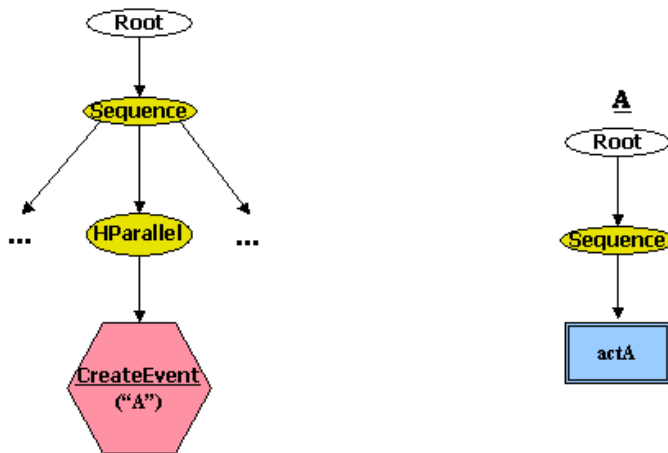 Root
Sequence
...
HParallel
...
CreateEvent
(“A”)
A
Root
Sequence
actA